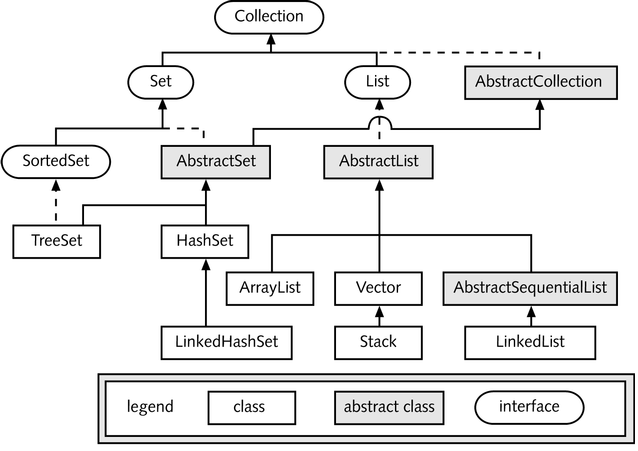 Collection
Set
List
AbstractCollection
SortedSet
AbstractSet
AbstractList
TreeSet
HashSet
ArrayList
Vector
AbstractSequentialList
LinkedHashSet
Stack
LinkedList
legend
class
abstract class
interface